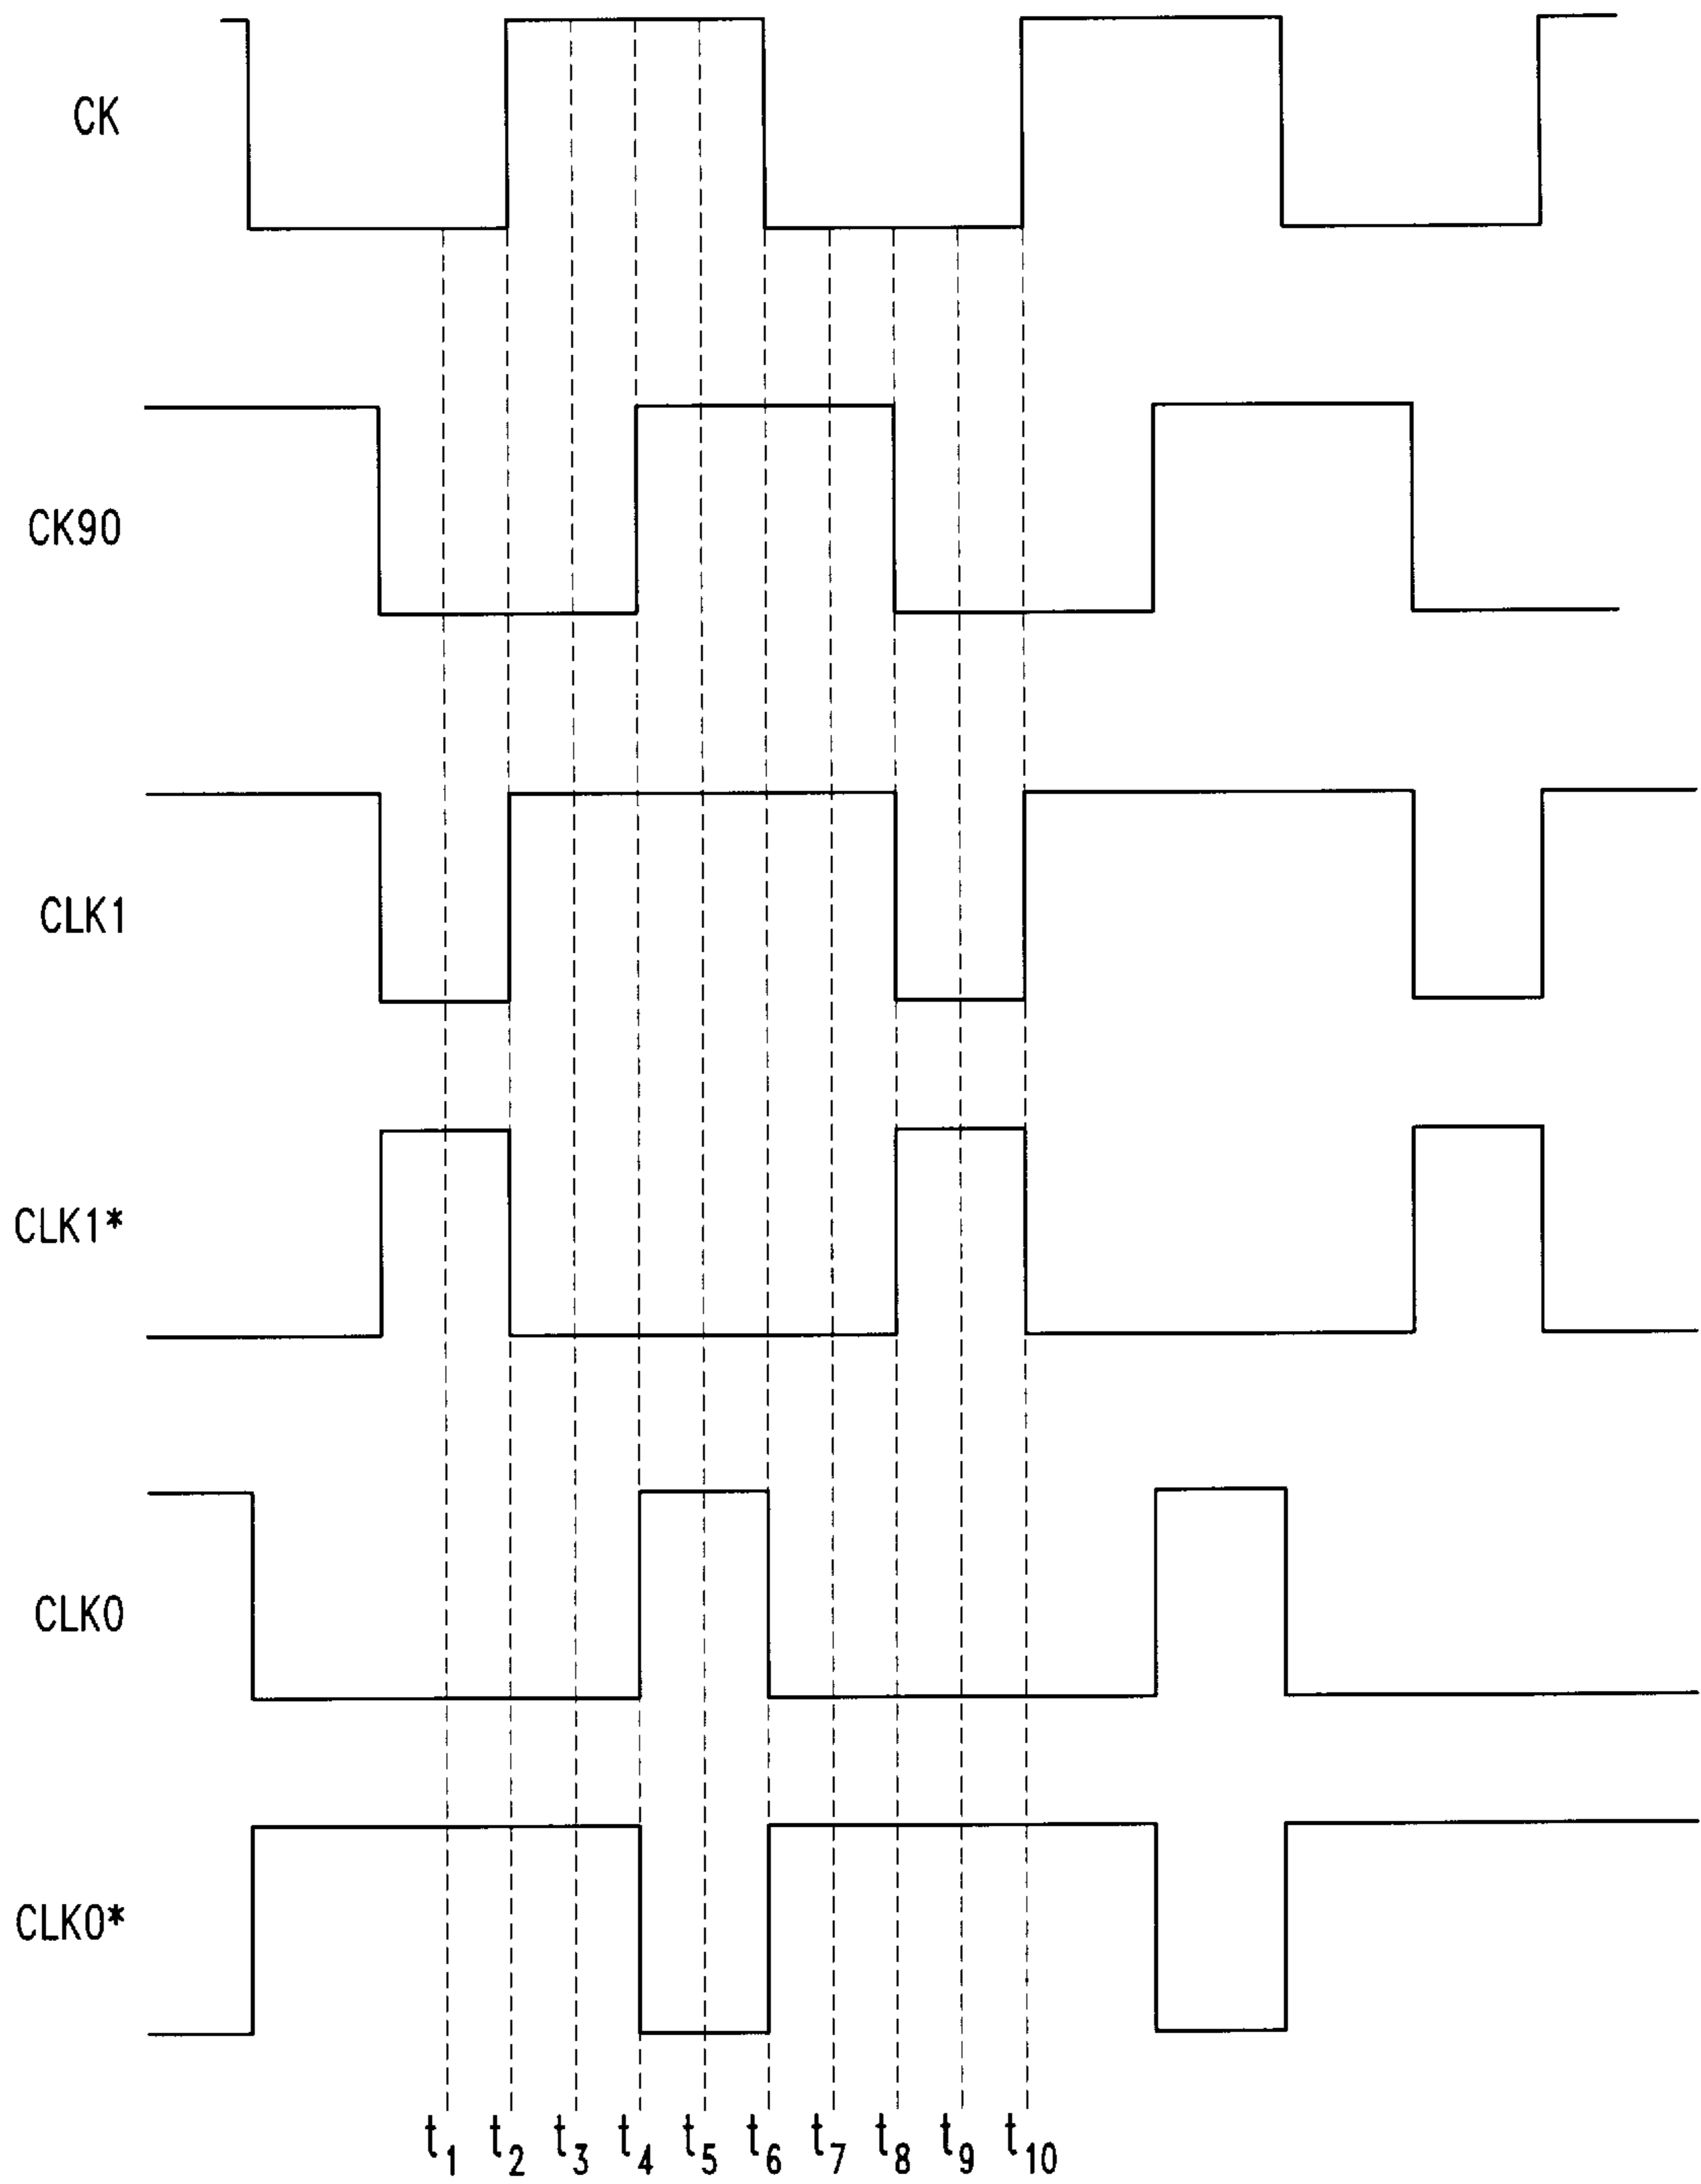 CK
CK90
CLK1
CLK1*
CLK0
CLK0*
t1 t2 t3 t4 t5 t6 t7 t8 t9 t10